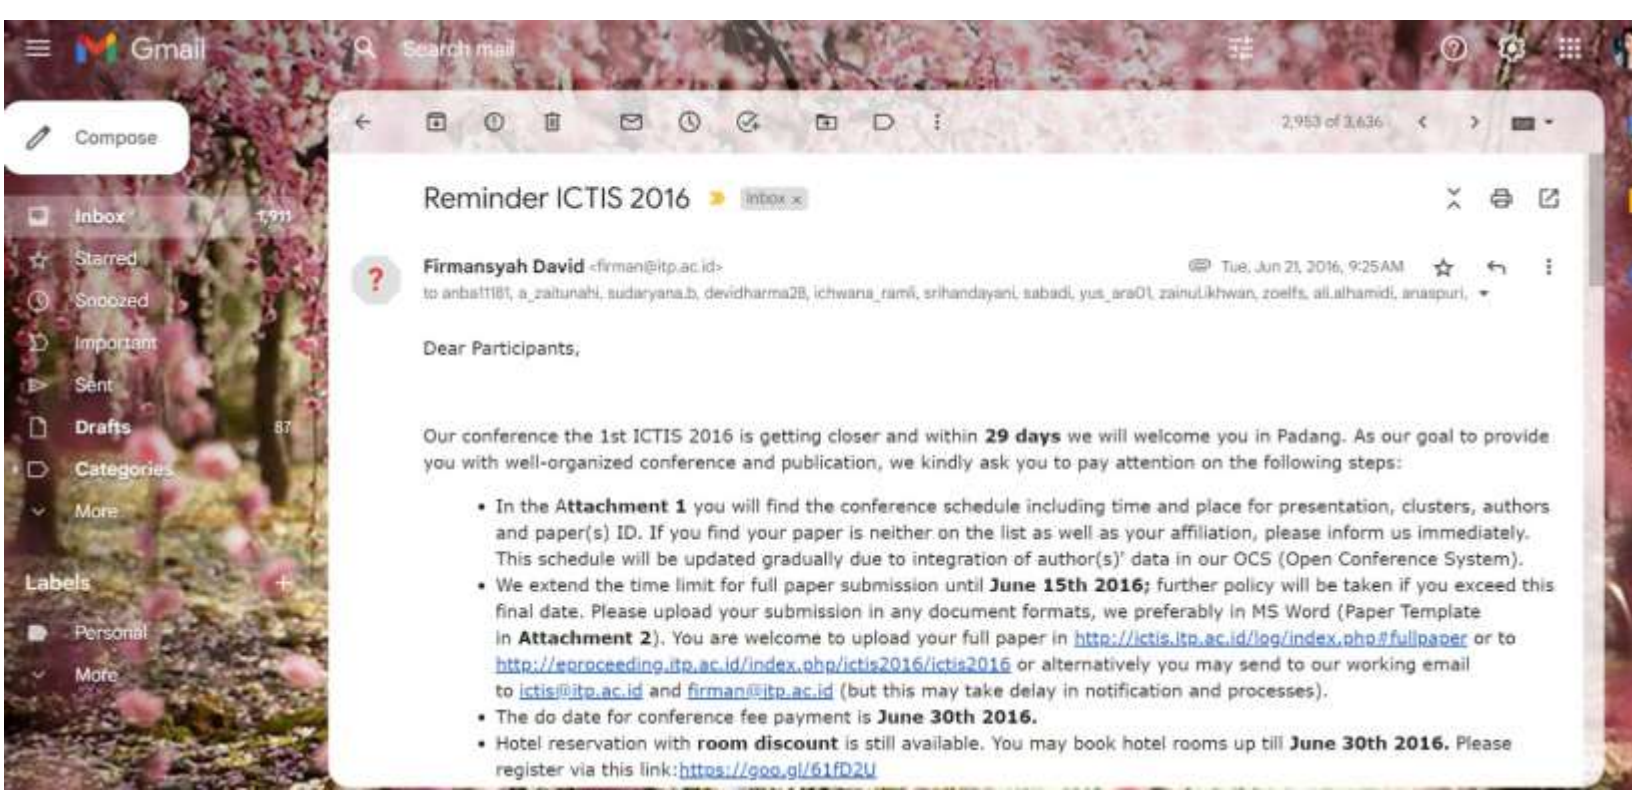 Gmail
Search mail
Compose
2,953 of 3,636
Inbox 1,911
Starred
Snoozed
Important
Sent
Drafts 87
Categories
More
Labels
Personal
More
Reminder ICTIS 2016
Inbox x
Firmansyah David <firman@itp.ac.id>
Tue, Jun 21, 2016, 9:25 AM
to anba11181, a_zaitunahi, sudaryana.b, devidharma28, ichwana_ramli, srihandayani, sabadi, yus_ara01, zainul.ikhwan, zoelfs, ali.alhamidi, anaspuri,
Dear Participants,
Our conference the 1st ICTIS 2016 is getting closer and within 29 days we will welcome you in Padang. As our goal to provide
you with well-organized conference and publication, we kindly ask you to pay attention on the following steps:
• In the Attachment 1 you will find the conference schedule including time and place for presentation, clusters, authors
and paper(s) ID. If you find your paper is neither on the list as well as your affiliation, please inform us immediately.
This schedule will be updated gradually due to integration of author(s)' data in our OCS (Open Conference System).
• We extend the time limit for full paper submission until June 15th 2016; further policy will be taken if you exceed this
final date. Please upload your submission in any document formats, we preferably in MS Word (Paper Template
in Attachment 2). You are welcome to upload your full paper in http://ictis.itp.ac.id/log/index.php#fullpaper or to
http://eproceeding.itp.ac.id/index.php/ictis2016/ictis2016 or alternatively you may send to our working email
to ictis@itp.ac.id and firman@itp.ac.id (but this may take delay in notification and processes).
• The do date for conference fee payment is June 30th 2016.
• Hotel reservation with room discount is still available. You may book hotel rooms up till June 30th 2016. Please
register via this link:https://goo.gl/61fD2U